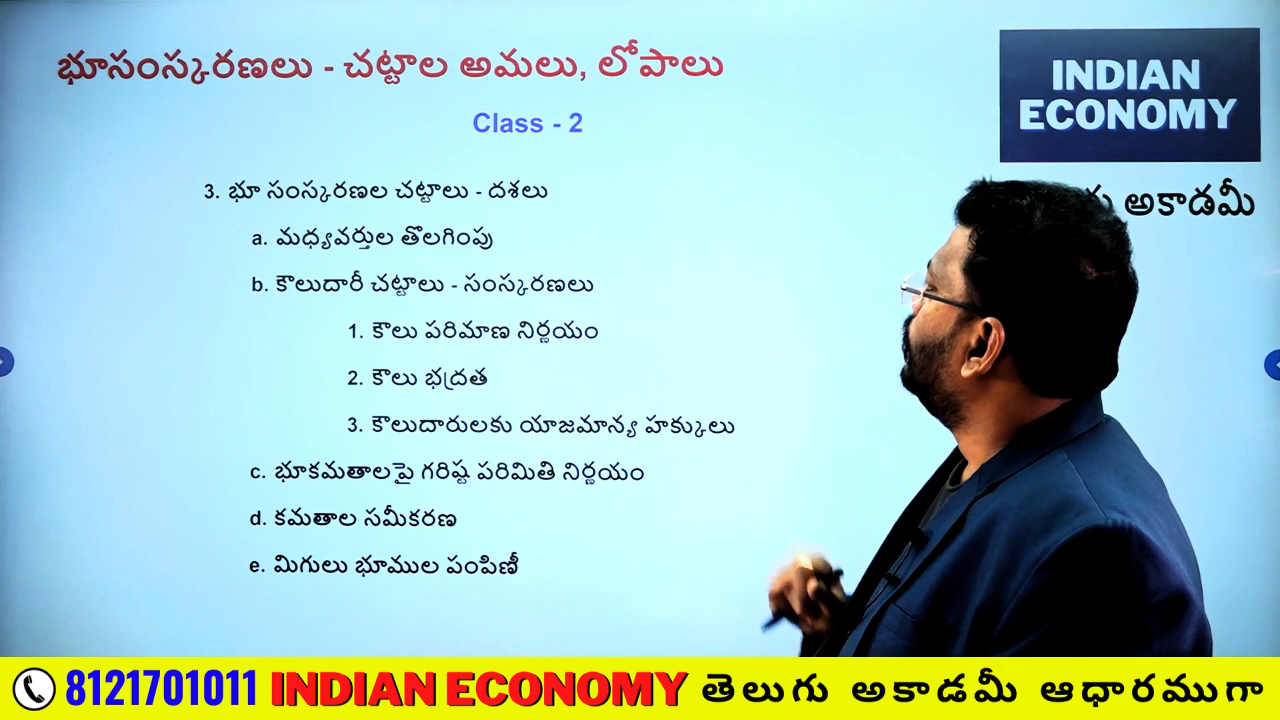 భూసంస్కరణలు - చట్టాల అమలు, లోపాలు
INDIAN
ECONOMY
Class - 2
అకాడమీ
3. భూ సంస్కరణల చట్టాలు - దశలు
a. మధ్యవర్తుల తొలగింపు
b. కౌలుదారీ చట్టాలు - సంస్కరణలు
1. కౌలు పరిమాణ నిర్ణయం
2. కౌలు భద్రత
3. కౌలుదారులకు యాజమాన్య హక్కులు
c. భూకమతాలపై గరిష్ట పరిమితి నిర్ణయం
d. కమతాల సమీకరణ
e. మిగులు భూముల పంపిణీ
8121701011 INDIAN ECONOMY తెలుగు అకాడమీ ఆధారముగా